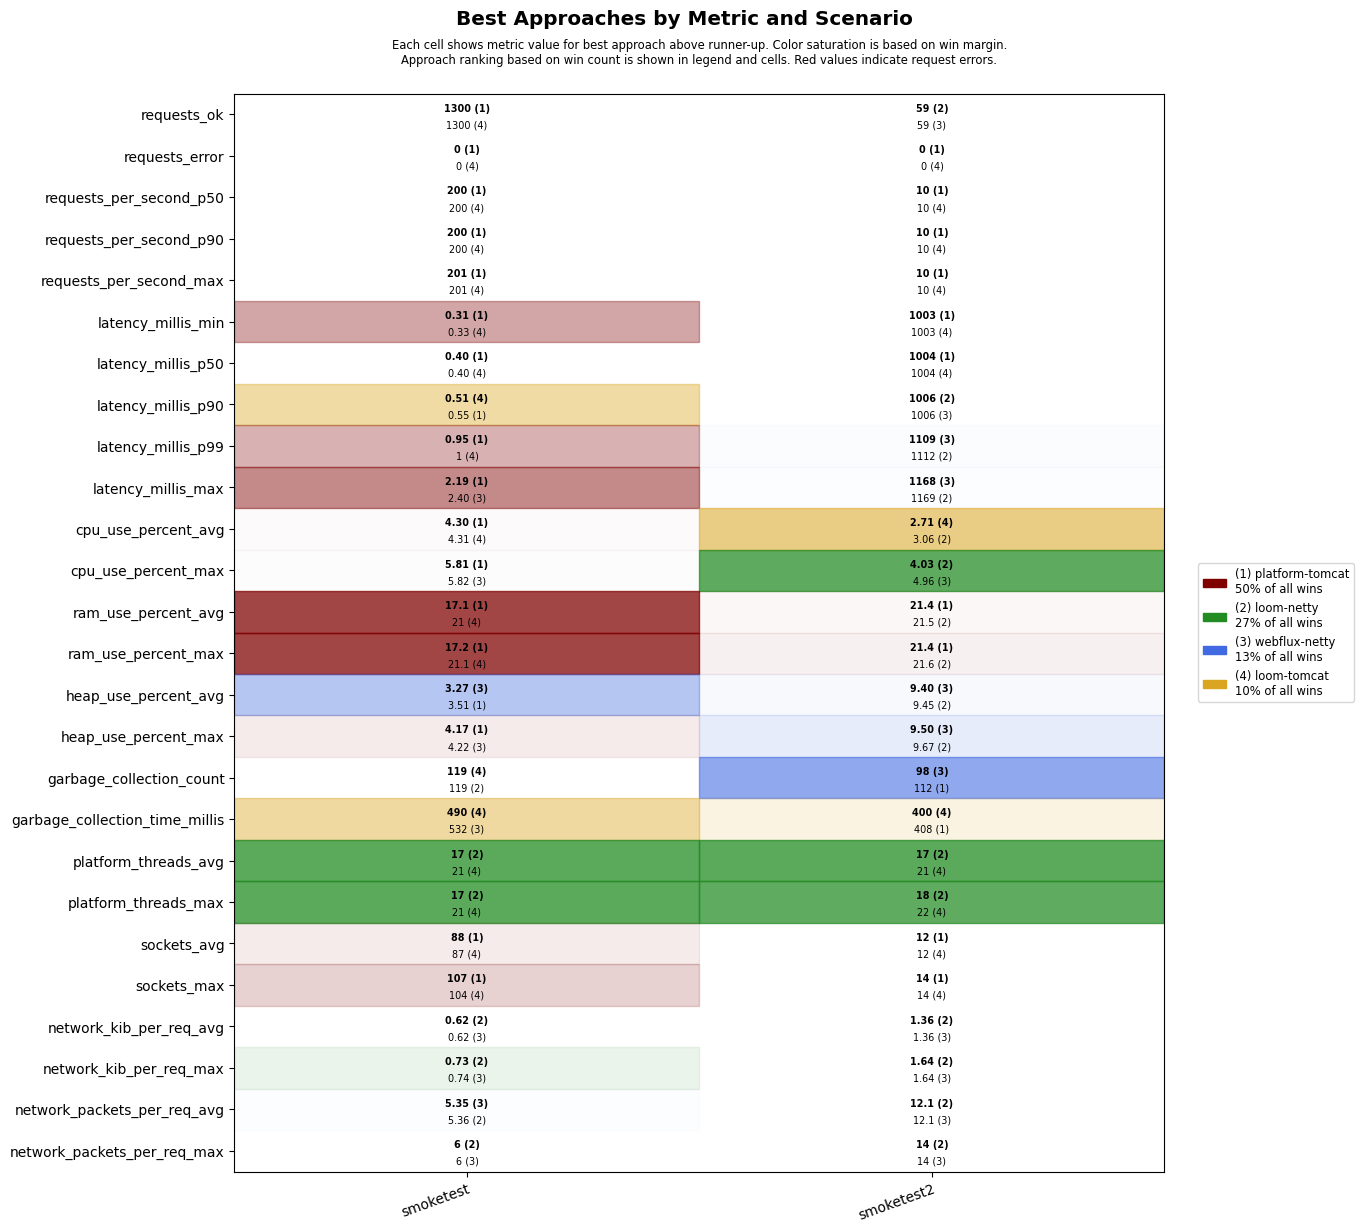 Best Approaches by Metric and Scenario
Each cell shows metric value for best approach above runner-up. Color saturation is based on win margin.
Approach ranking based on win count is shown in legend and cells. Red values indicate request errors.
requests_ok
1300 (1)
1300 (4)
59 (2)
59 (3)
requests_error
0 (1)
0 (4)
0 (1)
0 (4)
requests_per_second_p50
200 (1)
200 (4)
10 (1)
10 (4)
requests_per_second_p90
200 (1)
200 (4)
10 (1)
10 (4)
requests_per_second_max
201 (1)
201 (4)
10 (1)
10 (4)
latency_millis_min
0.31 (1)
0.33 (4)
1003 (1)
1003 (4)
latency_millis_p50
0.40 (1)
0.40 (4)
1004 (1)
1004 (4)
latency_millis_p90
0.51 (4)
0.55 (1)
1006 (2)
1006 (3)
latency_millis_p99
0.95 (1)
1 (4)
1109 (3)
1112 (2)
latency_millis_max
2.19 (1)
2.40 (3)
1168 (3)
1169 (2)
cpu_use_percent_avg
4.30 (1)
4.31 (4)
2.71 (4)
3.06 (2)
cpu_use_percent_max
5.81 (1)
5.82 (3)
4.03 (2)
4.96 (3)
ram_use_percent_avg
17.1 (1)
21 (4)
21.4 (1)
21.5 (2)
ram_use_percent_max
17.2 (1)
21.1 (4)
21.4 (1)
21.6 (2)
heap_use_percent_avg
3.27 (3)
3.51 (1)
9.40 (3)
9.45 (2)
heap_use_percent_max
4.17 (1)
4.22 (3)
9.50 (3)
9.67 (2)
garbage_collection_count
119 (4)
119 (2)
98 (3)
112 (1)
garbage_collection_time_millis
490 (4)
532 (3)
400 (4)
408 (1)
platform_threads_avg
17 (2)
21 (4)
17 (2)
21 (4)
platform_threads_max
17 (2)
21 (4)
18 (2)
22 (4)
sockets_avg
88 (1)
87 (4)
12 (1)
12 (4)
sockets_max
107 (1)
104 (4)
14 (1)
14 (4)
network_kib_per_req_avg
0.62 (2)
0.62 (3)
1.36 (2)
1.36 (3)
network_kib_per_req_max
0.73 (2)
0.74 (3)
1.64 (2)
1.64 (3)
network_packets_per_req_avg
5.35 (3)
5.36 (2)
12.1 (2)
12.1 (3)
network_packets_per_req_max
6 (2)
6 (3)
14 (2)
14 (3)
smoketest
smoketest2
(1) platform-tomcat
50% of all wins
(2) loom-netty
27% of all wins
(3) webflux-netty
13% of all wins
(4) loom-tomcat
10% of all wins